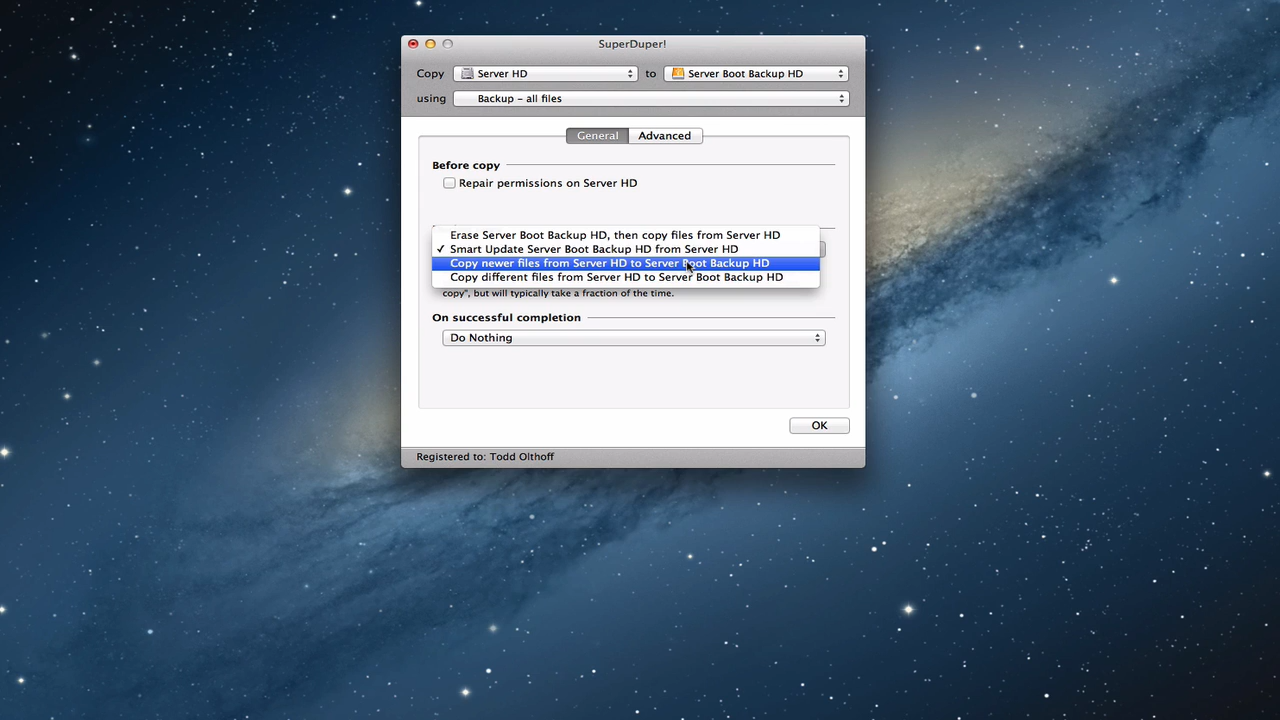 SuperDuper!
Copy Server HD to Server Boot Backup HD
using Backup – all files
General Advanced
Before copy
Repair permissions on Server HD
Erase Server Boot Backup HD, then copy files from Server HD
✓ Smart Update Server Boot Backup HD from Server HD
Copy newer files from Server HD to Server Boot Backup HD
Copy different files from Server HD to Server Boot Backup HD
copy", but will typically take a fraction of the time.
On successful completion
Do Nothing
OK
Registered to: Todd Olthoff